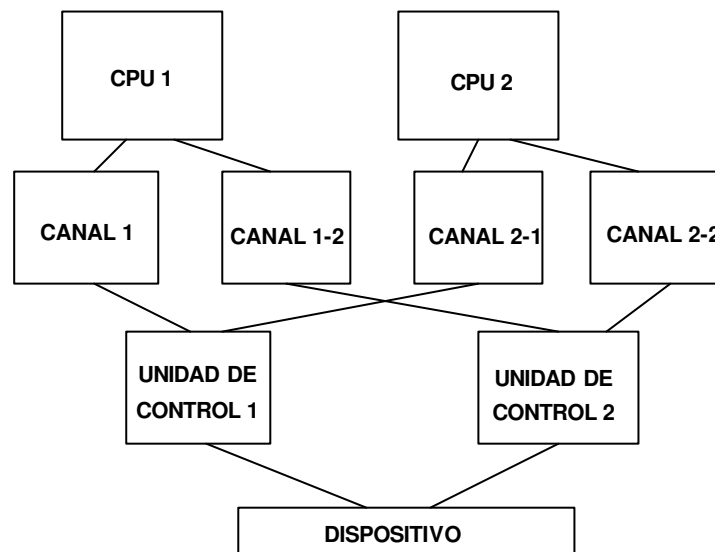 CPU 1
CPU 2
CANAL 1
CANAL 1-2
CANAL 2-1
CANAL 2-2
UNIDAD DE
CONTROL 1
UNIDAD DE
CONTROL 2
DISPOSITIVO